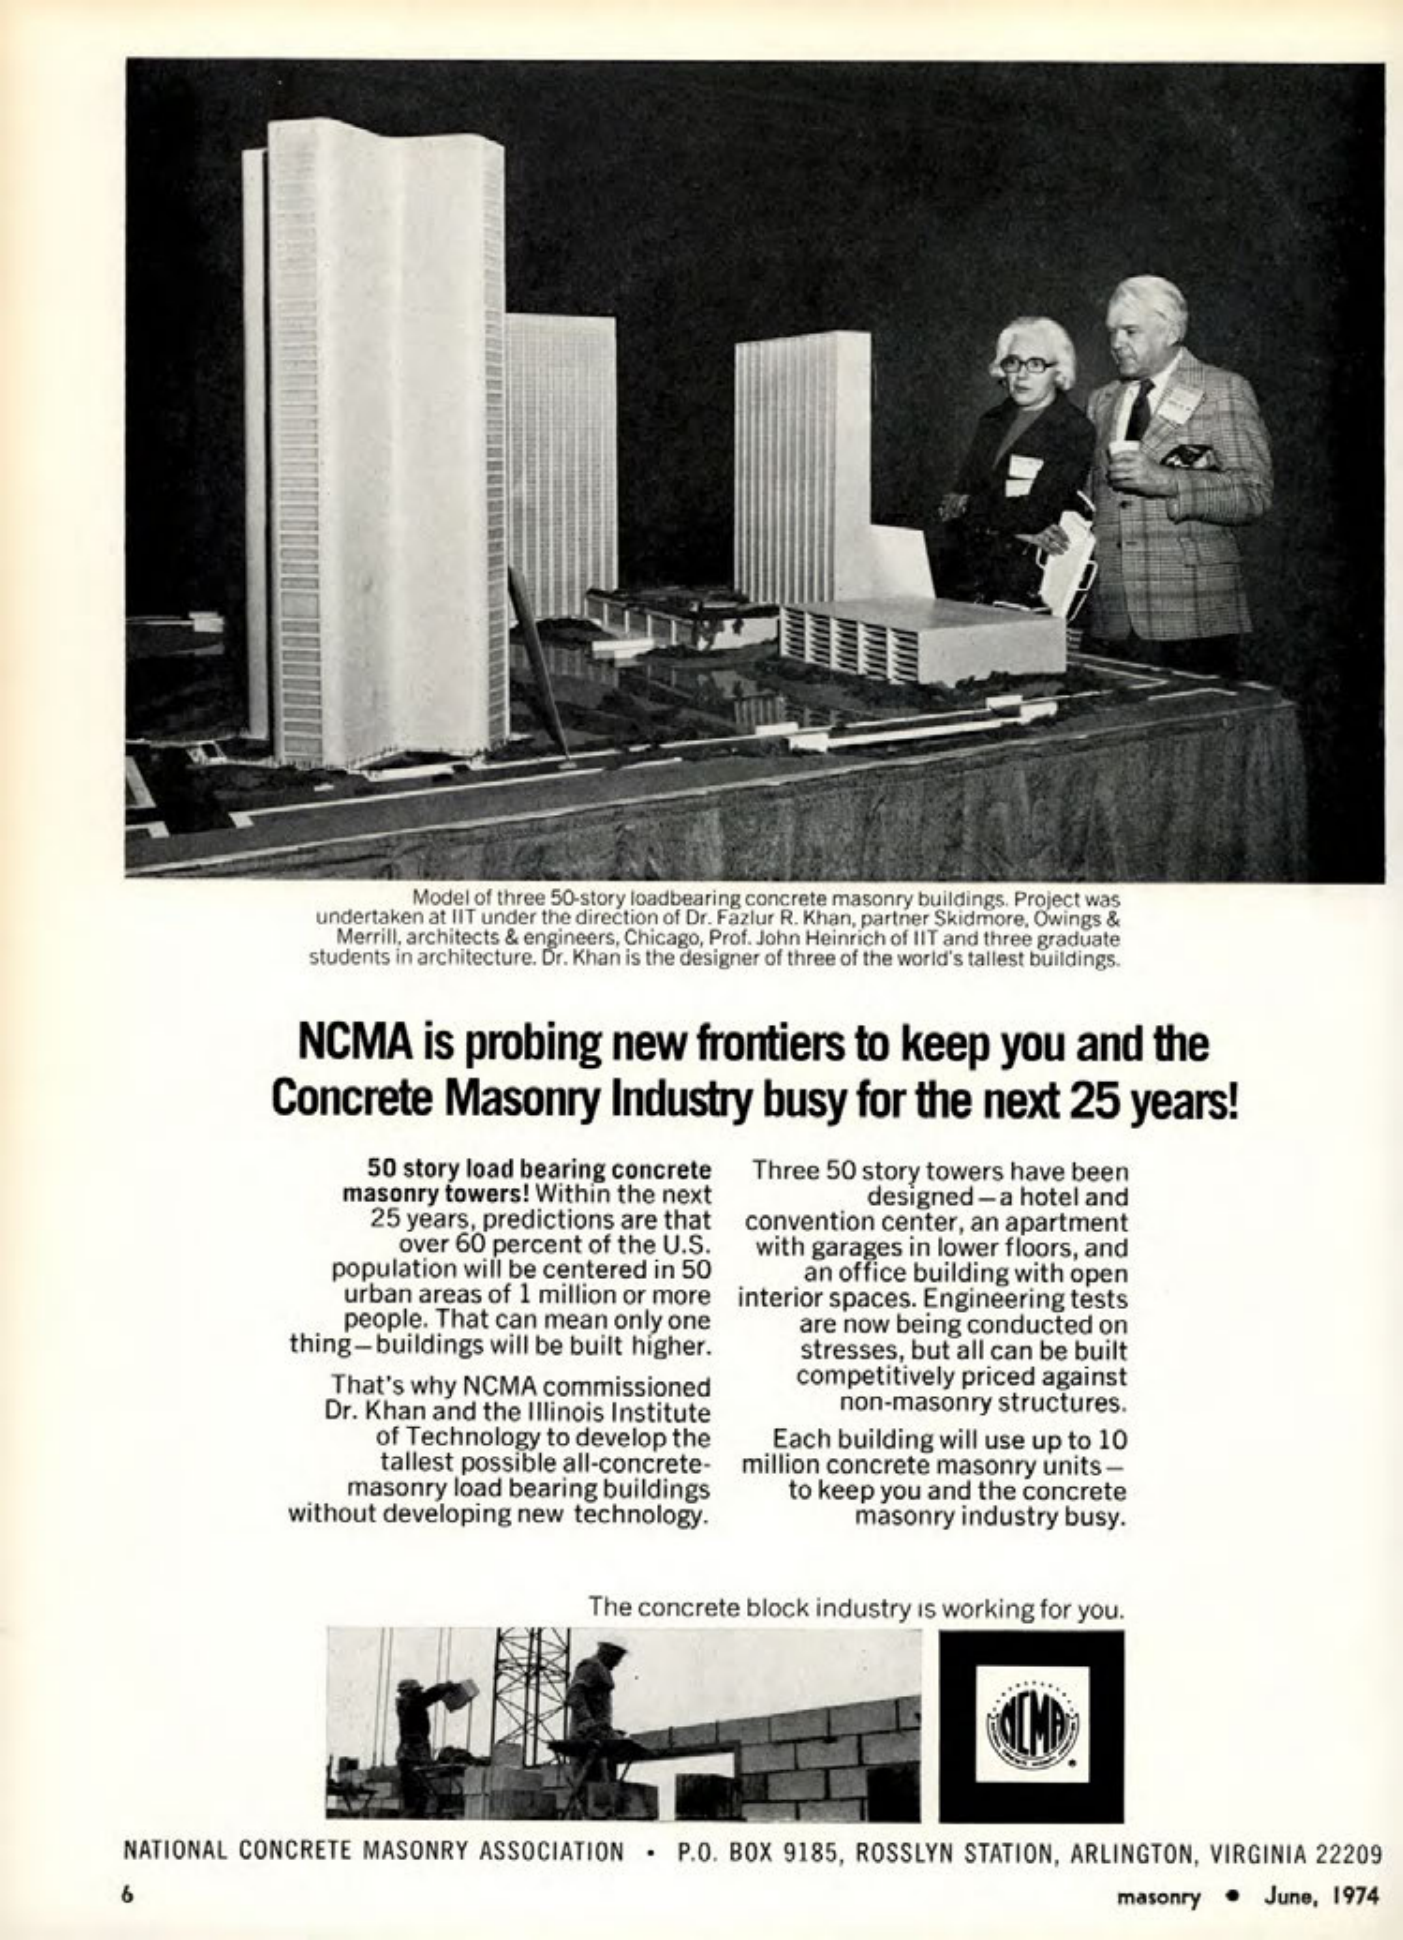 Model of three 50-story loadbearing concrete masonry buildings. Project was
undertaken at IIT under the direction of Dr. Fazlur R. Khan, partner Skidmore, Owings &
Merrill, architects & engineers, Chicago, Prof. John Heinrich of IIT and three graduate
students in architecture. Dr. Khan is the designer of three of the world's tallest buildings.
NCMA is probing new frontiers to keep you and the
Concrete Masonry Industry busy for the next 25 years!
50 story load bearing concrete
masonry towers! Within the next
25 years, predictions are that
over 60 percent of the U.S.
population will be centered in 50
urban areas of 1 million or more
people. That can mean only one
thing—buildings will be built higher.
That's why NCMA commissioned
Dr. Khan and the Illinois Institute
of Technology to develop the
tallest possible all-concrete-
masonry load bearing buildings
without developing new technology.
Three 50 story towers have been
designed—a hotel and
convention center, an apartment
with garages in lower floors, and
an office building with open
interior spaces. Engineering tests
are now being conducted on
stresses, but all can be built
competitively priced against
non-masonry structures.
Each building will use up to 10
million concrete masonry units—
to keep you and the concrete
masonry industry busy.
The concrete block industry is working for you.
NCMA
NATIONAL CONCRETE MASONRY ASSOCIATION • P.O. BOX 9185, ROSSLYN STATION, ARLINGTON, VIRGINIA 22209
6
masonry • June, 1974